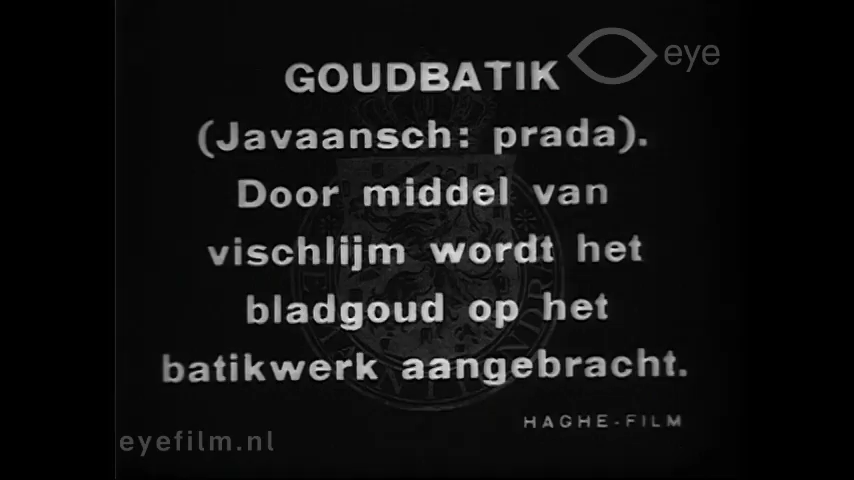 eye
GOUDBATIK
(Javaansch: prada).
Door middel van
vischlijm wordt het
bladgoud op het
batikwerk aangebracht.
HAGHE-FILM
eyefilm.nl